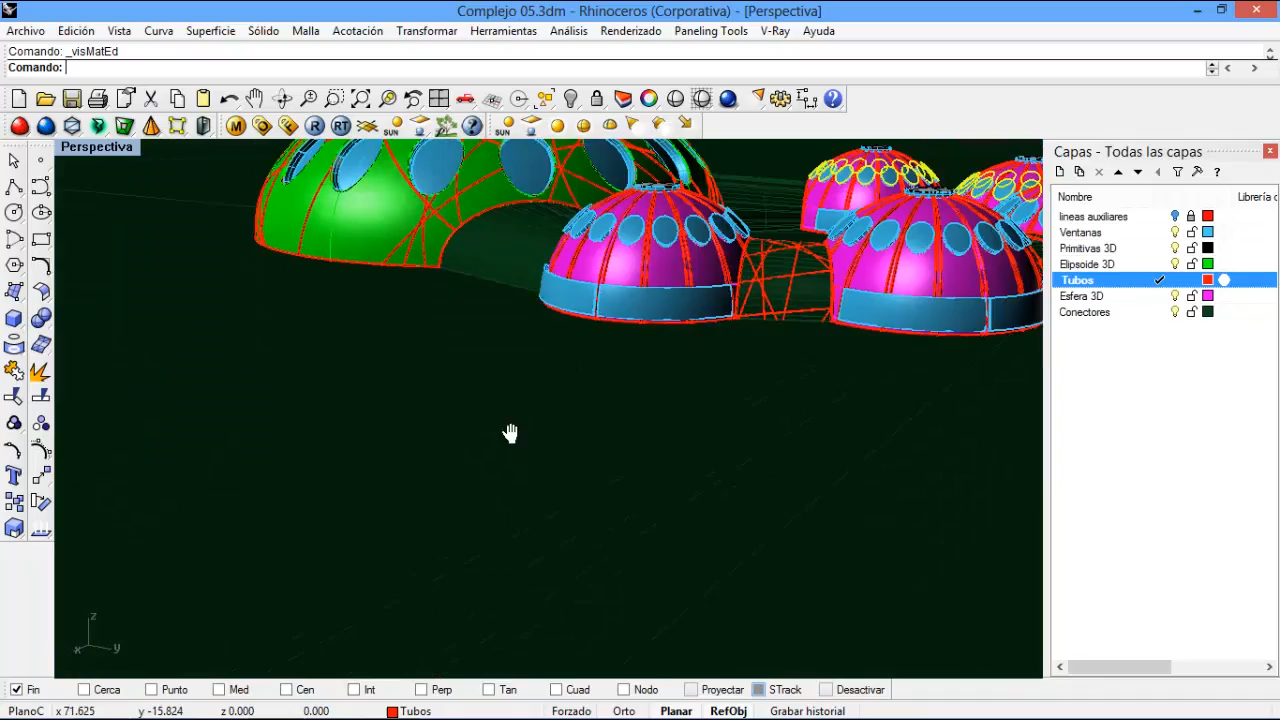 Complejo 05.3dm - Rhinoceros (Corporativa) - [Perspectiva]
Archivo Edición Vista Curva Superficie Sólido Malla Acotación Transformar Herramientas Análisis Renderizado Paneling Tools V-Ray Ayuda
Comando: _visMatEd
Comando:
SUN SUN
M R RT
Perspectiva
Capas - Todas las capas
Nombre Librería c
lineas auxiliares
Ventanas
Primitivas 3D
Elipsoide 3D
Tubos
Esfera 3D
Conectores
z
x y
Fin Cerca Punto Med Cen Int Perp Tan Cuad Nodo Proyectar STrack Desactivar
PlanoC x 71.625 y -15.824 z 0.000 0.000 Tubos Forzado Orto Planar RefObj Grabar historial